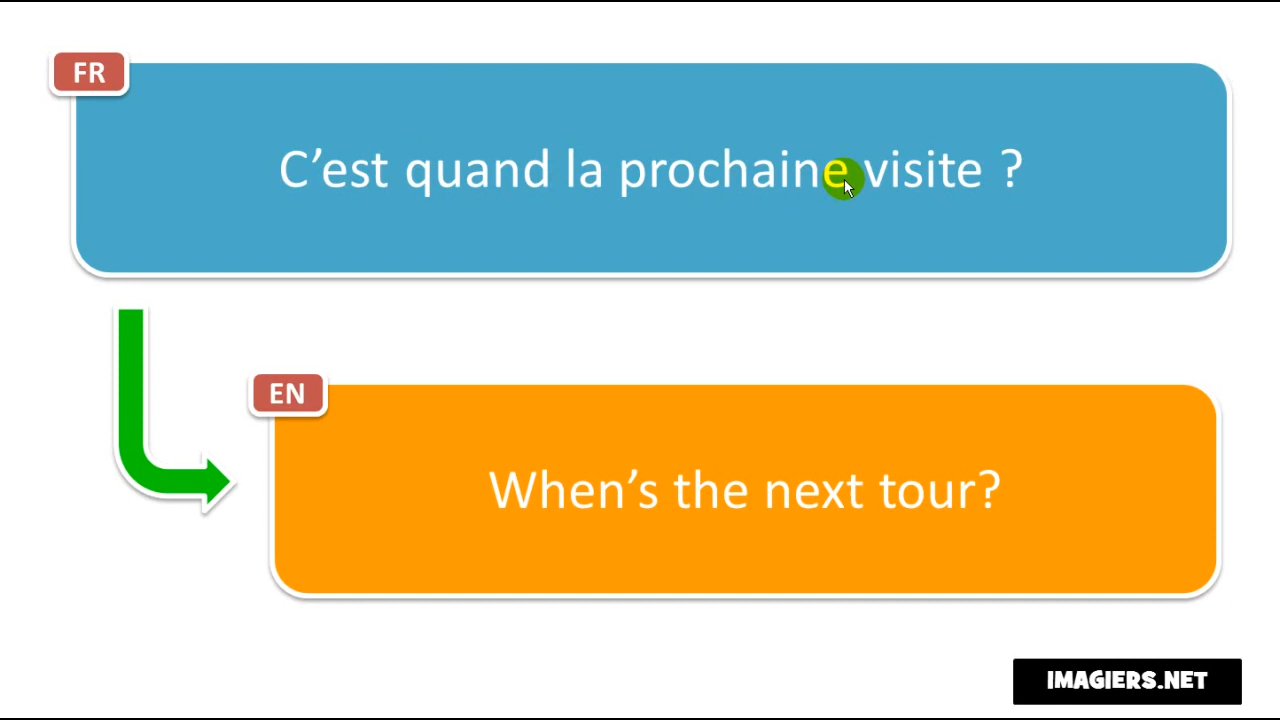 FR
C’est quand la prochaine visite ?
EN
When’s the next tour?
IMAGIERS.NET